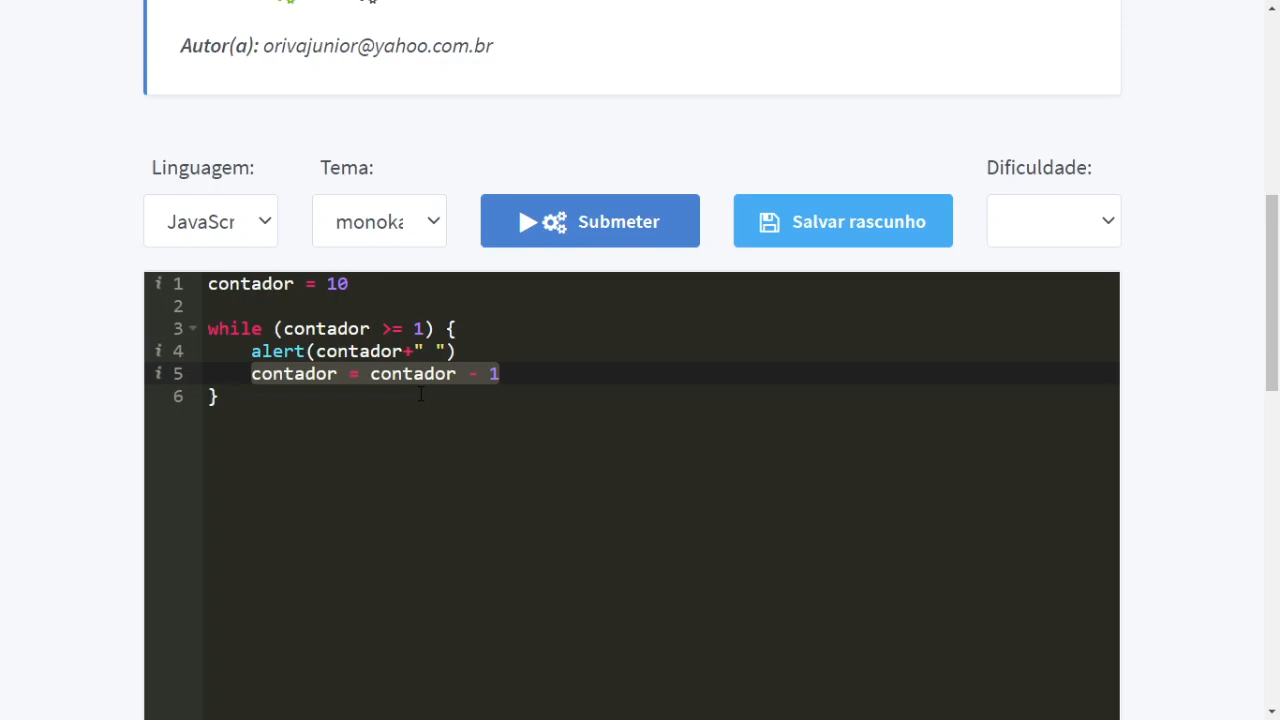 Autor(a): orivajunior@yahoo.com.br
Linguagem: Tema: Dificuldade:
JavaScr monoka Submeter Salvar rascunho
i 1 contador = 10
2
3 while (contador >= 1) {
i 4 alert(contador+" ")
i 5 contador = contador - 1
6 }